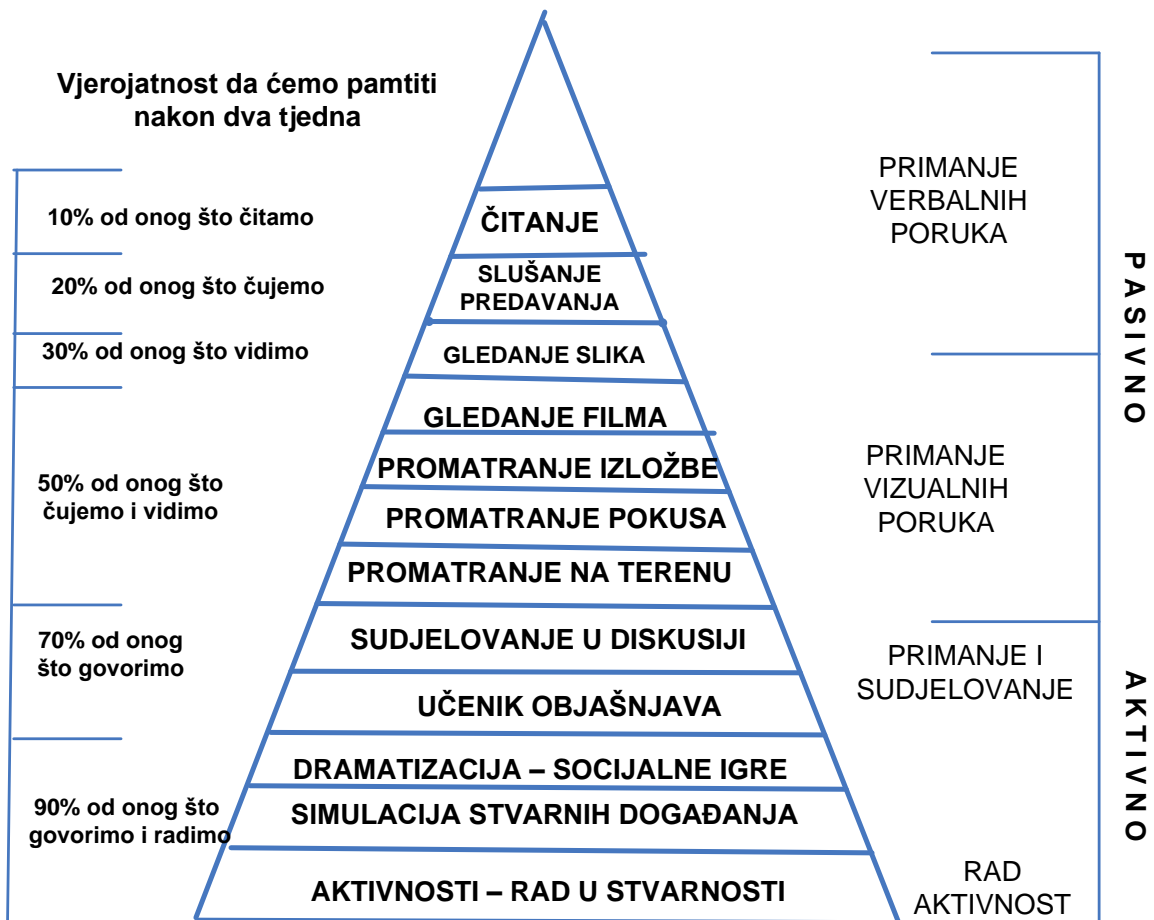 Vjerojatnost da ćemo pamtiti
nakon dva tjedna
10% od onog što čitamo
20% od onog što čujemo
30% od onog što vidimo
50% od onog što
čujemo i vidimo
70% od onog
što govorimo
90% od onog što
govorimo i radimo
ČITANJE
SLUŠANJE
PREDAVANJA
GLEDANJE SLIKA
GLEDANJE FILMA
PROMATRANJE IZLOŽBE
PROMATRANJE POKUSA
PROMATRANJE NA TERENU
SUDJELOVANJE U DISKUSIJI
UČENIK OBJAŠNJAVA
DRAMATIZACIJA – SOCIJALNE IGRE
SIMULACIJA STVARNIH DOGAĐANJA
AKTIVNOSTI – RAD U STVARNOSTI
PRIMANJE
VERBALNIH
PORUKA
PRIMANJE
VIZUALNIH
PORUKA
PRIMANJE I
SUDJELOVANJE
RAD
AKTIVNOST
PASIVNO
AKTIVNO